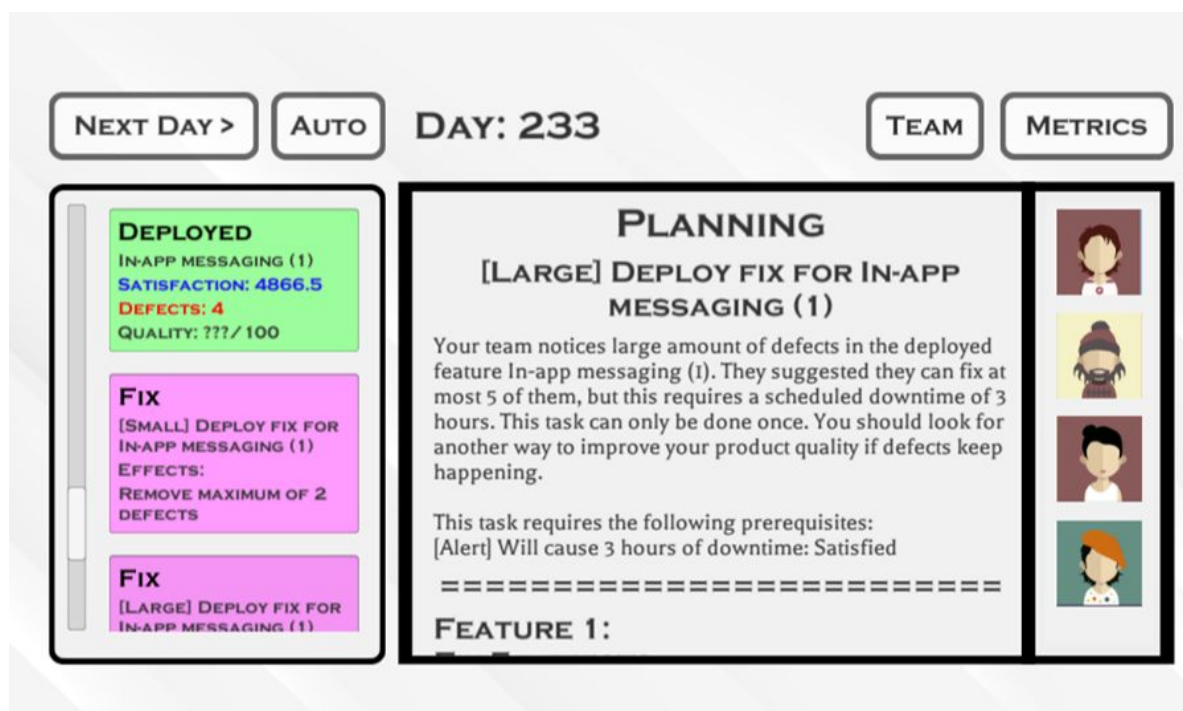 NEXT DAY >
AUTO
DAY: 233
TEAM
METRICS
DEPLOYED
IN-APP MESSAGING (1)
SATISFACTION: 4866.5
DEFECTS: 4
QUALITY: ???/100
FIX
[SMALL] DEPLOY FIX FOR
IN-APP MESSAGING (1)
EFFECTS:
REMOVE MAXIMUM OF 2
DEFECTS
FIX
[LARGE] DEPLOY FIX FOR
IN-APP MESSAGING (1)
PLANNING
[LARGE] DEPLOY FIX FOR IN-APP
MESSAGING (1)
Your team notices large amount of defects in the deployed
feature In-app messaging (1). They suggested they can fix at
most 5 of them, but this requires a scheduled downtime of 3
hours. This task can only be done once. You should look for
another way to improve your product quality if defects keep
happening.
This task requires the following prerequisites:
[Alert] Will cause 3 hours of downtime: Satisfied
==========================
FEATURE 1: